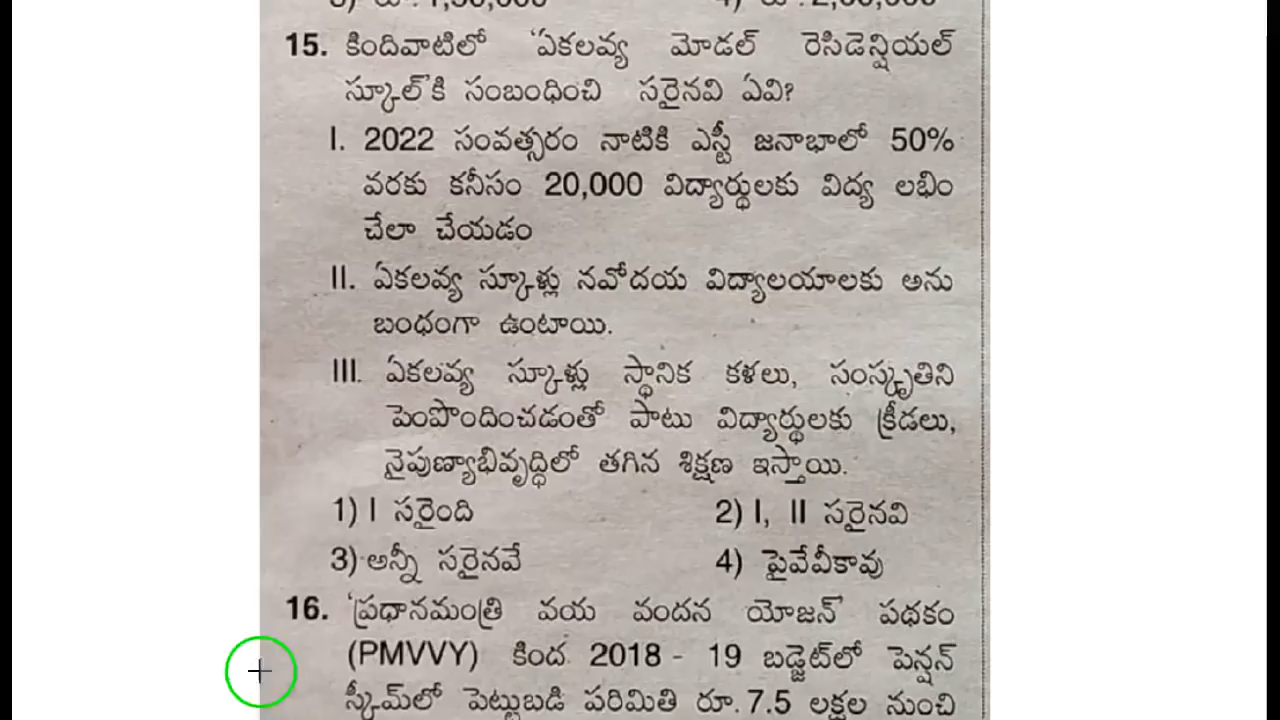 15. కిందివాటిలో 'ఏకలవ్య మోడల్ రెసిడెన్షియల్
స్కూల్'కి సంబంధించి సరైనవి ఏవి?
I. 2022 సంవత్సరం నాటికి ఎస్టీ జనాభాలో 50%
వరకు కనీసం 20,000 విద్యార్థులకు విద్య లభిం
చేలా చేయడం
II. ఏకలవ్య స్కూళ్లు నవోదయ విద్యాలయాలకు అను
బంధంగా ఉంటాయి.
III. ఏకలవ్య స్కూళ్లు స్థానిక కళలు, సంస్కృతిని
పెంపొందించడంతో పాటు విద్యార్థులకు క్రీడలు,
నైపుణ్యాభివృద్ధిలో తగిన శిక్షణ ఇస్తాయి.
1) I సరైంది 2) I, II సరైనవి
3) అన్నీ సరైనవే 4) పైవేవీకావు
16. 'ప్రధానమంత్రి వయ వందన యోజన' పథకం
(PMVVY) కింద 2018 - 19 బడ్జెట్‌లో పెన్షన్
స్కీమ్‌లో పెట్టుబడి పరిమితి రూ.7.5 లక్షల నుంచి